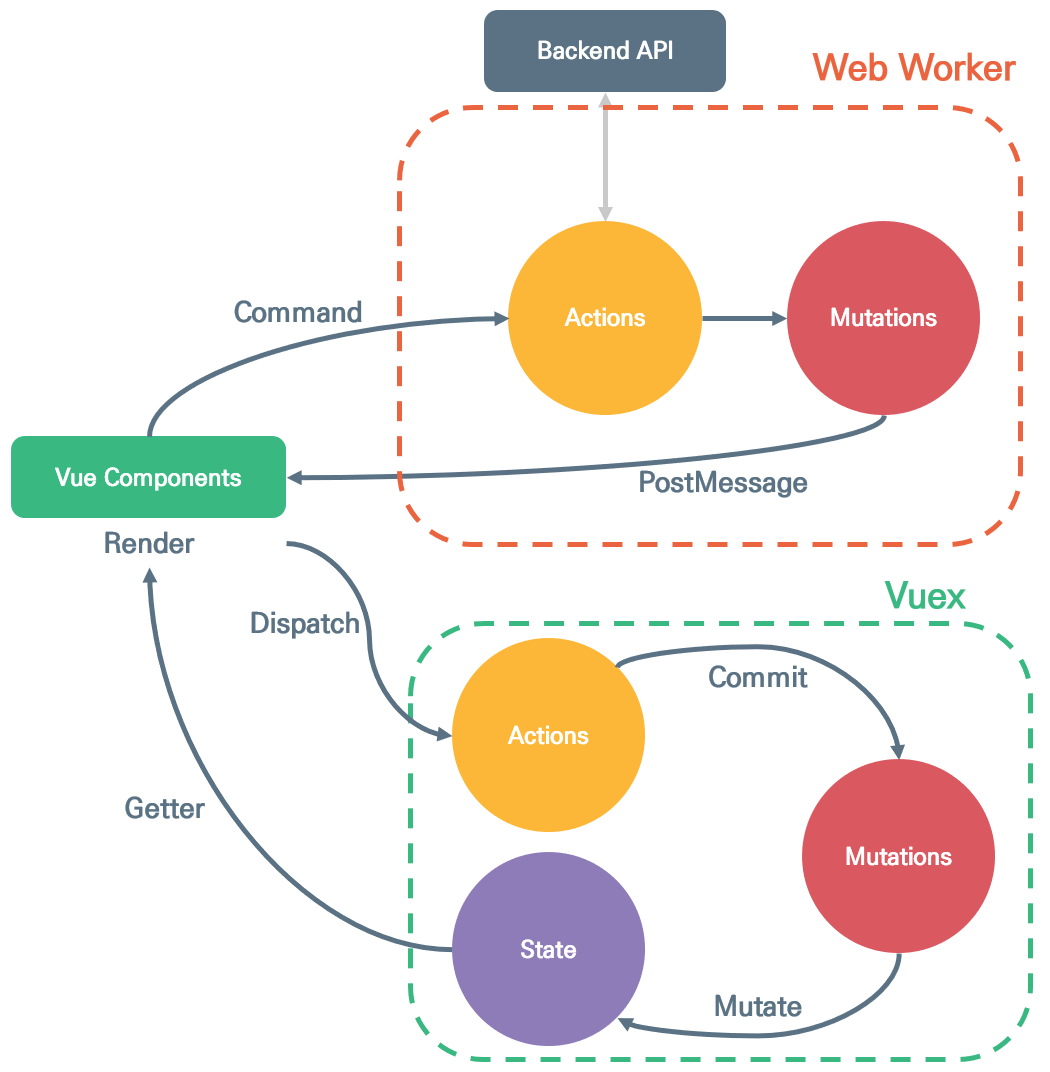 Backend API
Web Worker
Actions
Mutations
Command
Vue Components
PostMessage
Render
Dispatch
Vuex
Commit
Actions
Getter
Mutations
State
Mutate